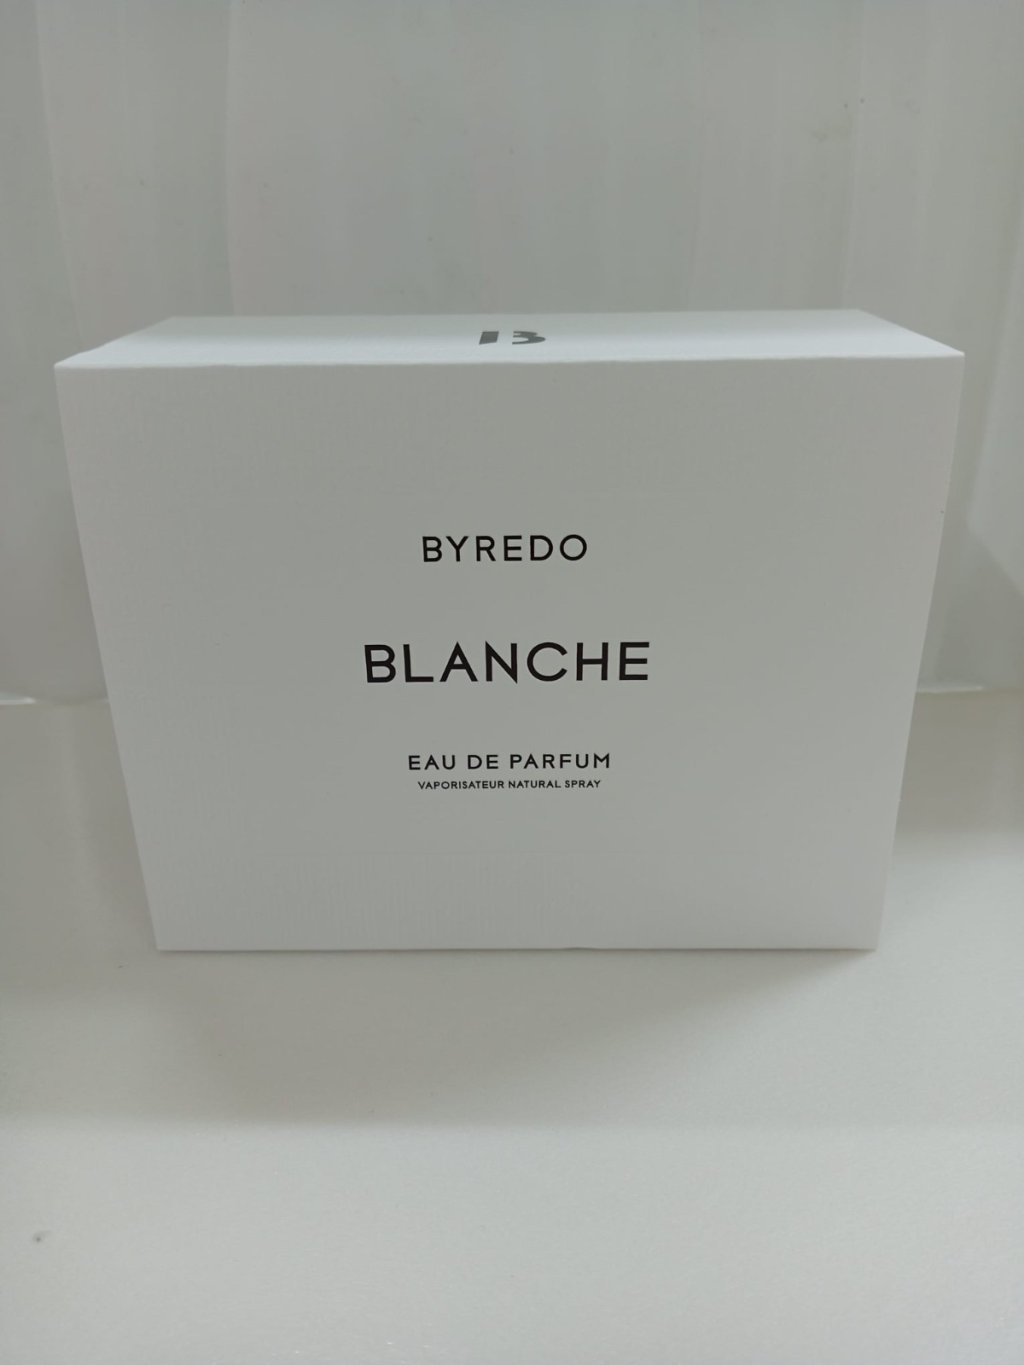 B
BYREDO
BLANCHE
EAU DE PARFUM
VAPORISATEUR NATURAL SPRAY